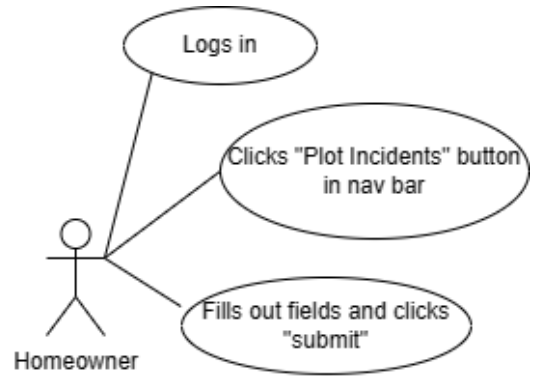 Logs in
Clicks "Plot Incidents" button
in nav bar
Fills out fields and clicks
"submit"
Homeowner